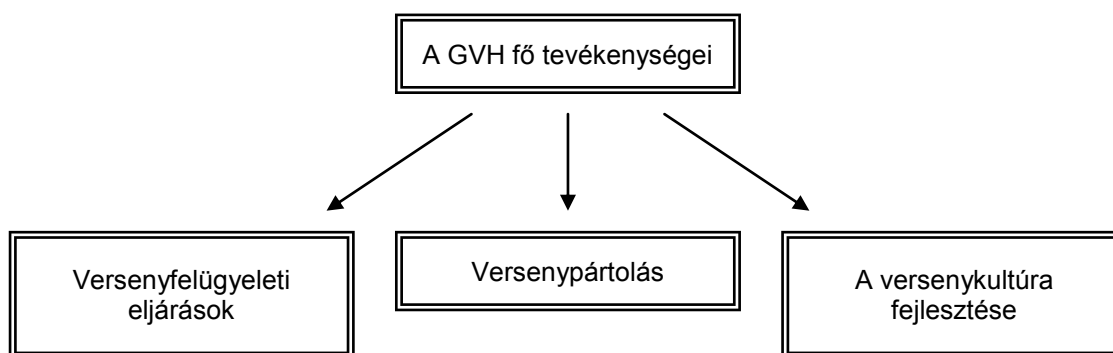 A GVH fő tevékenységei
Versenyfelügyeleti
eljárások
Versenypártolás
A versenykultúra
fejlesztése